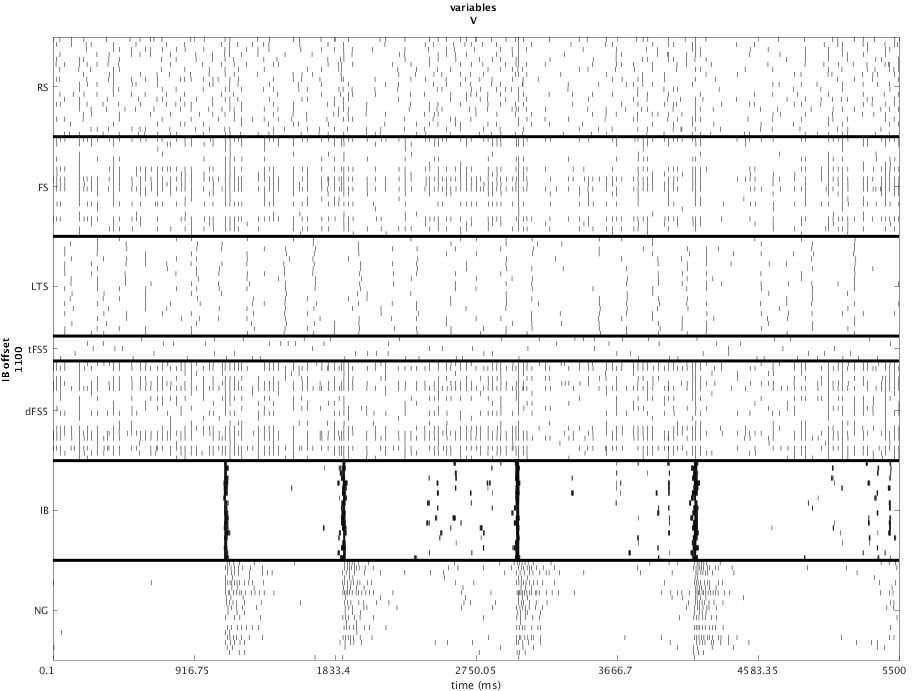 variables
V
RS
FS
LTS
tFS5
dFS5
IB
NG
IB offset
1100
0.1 916.75 1833.4 2750.05 3666.7 4583.35 5500
time (ms)